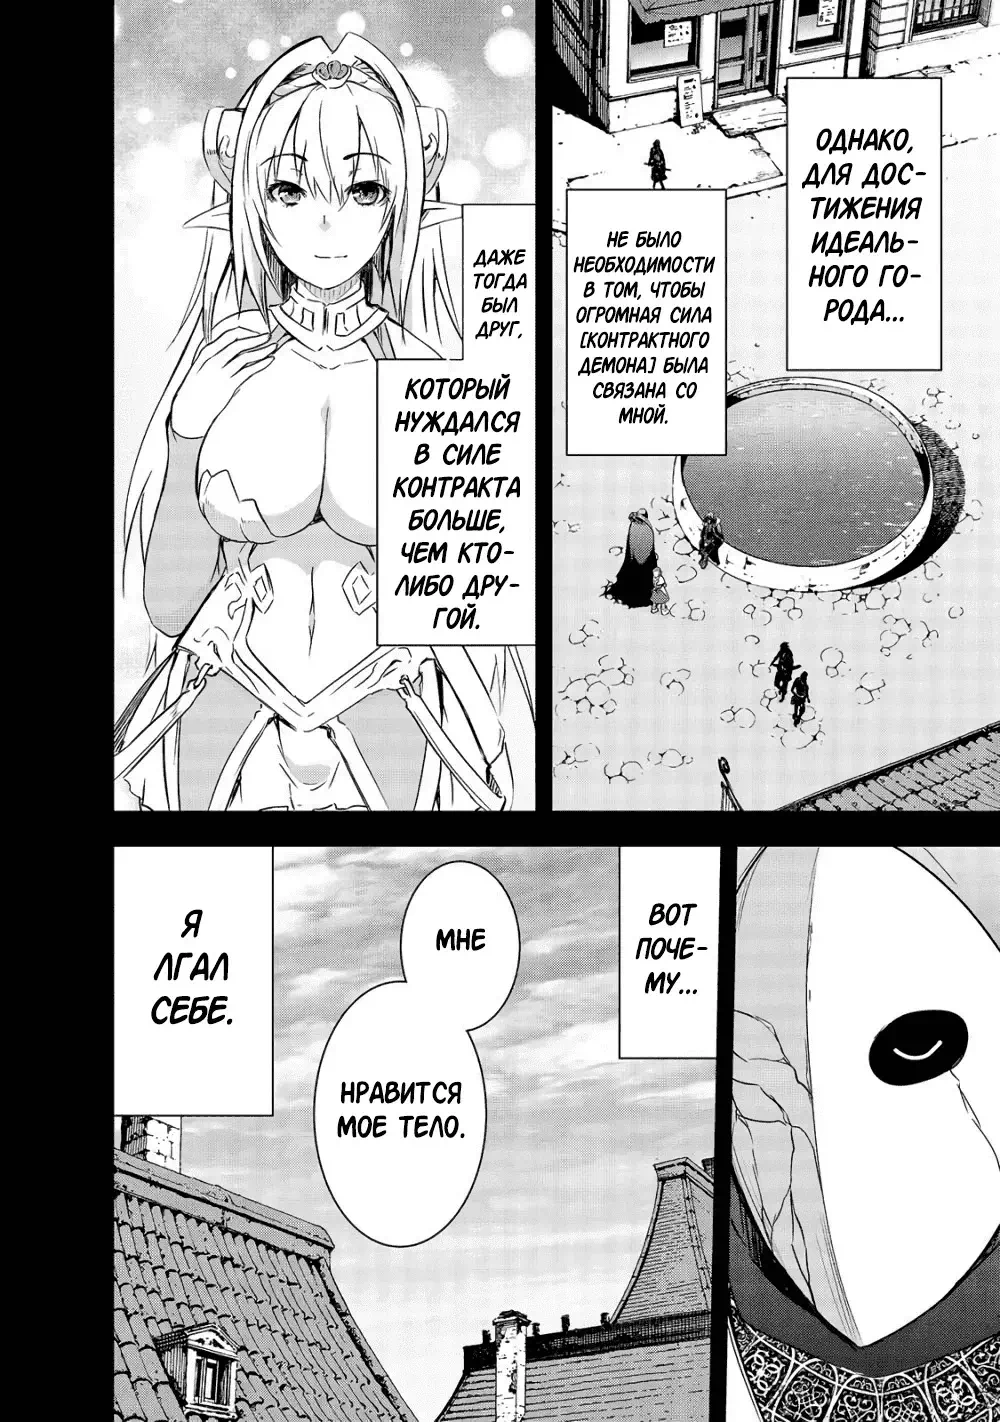 ОДНАКО,
ДЛЯ ДОС-
ТИЖЕНИЯ
ИДЕАЛЬ-
НОГО ГО-
РОДА...
НЕ БЫЛО
НЕОБХОДИМОСТИ
В ТОМ, ЧТОБЫ
ОГРОМНАЯ СИЛА
[КОНТРАКТНОГО
ДЕМОНА] БЫЛА
СВЯЗАНА СО
МНОЙ.
ДАЖЕ
ТОГДА
БЫЛ
ДРУГ,
КОТОРЫЙ
НУЖДАЛСЯ
В СИЛЕ
КОНТРАКТА
БОЛЬШЕ,
ЧЕМ КТО-
ЛИБО ДРУ-
ГОЙ.
ВОТ
ПОЧЕ-
МУ...
МНЕ
НРАВИТСЯ
МОЕ ТЕЛО.
Я
ЛГАЛ
СЕБЕ.